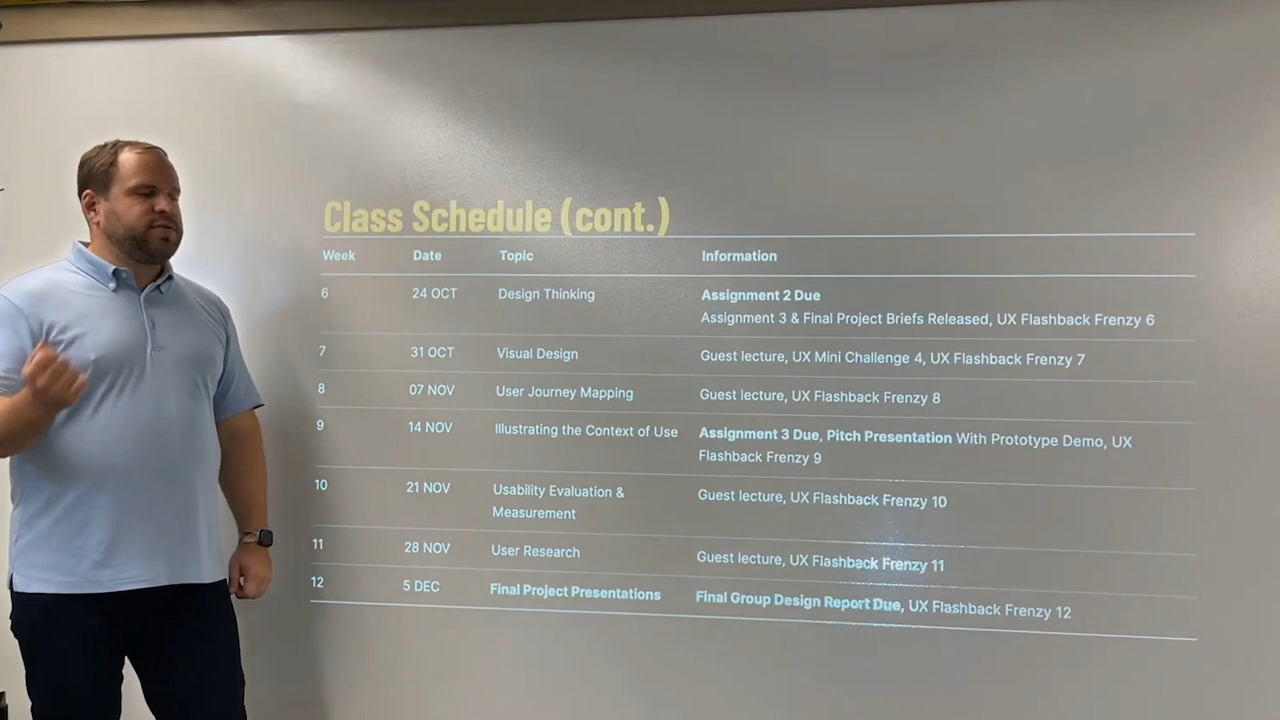 Class Schedule (cont.)
Week Date Topic Information
6 24 OCT Design Thinking Assignment 2 Due
Assignment 3 & Final Project Briefs Released, UX Flashback Frenzy 6
7 31 OCT Visual Design Guest lecture, UX Mini Challenge 4, UX Flashback Frenzy 7
8 07 NOV User Journey Mapping Guest lecture, UX Flashback Frenzy 8
9 14 NOV Illustrating the Context of Use Assignment 3 Due, Pitch Presentation With Prototype Demo, UX
Flashback Frenzy 9
10 21 NOV Usability Evaluation & Guest lecture, UX Flashback Frenzy 10
Measurement
11 28 NOV User Research Guest lecture, UX Flashback Frenzy 11
12 5 DEC Final Project Presentations Final Group Design Report Due, UX Flashback Frenzy 12